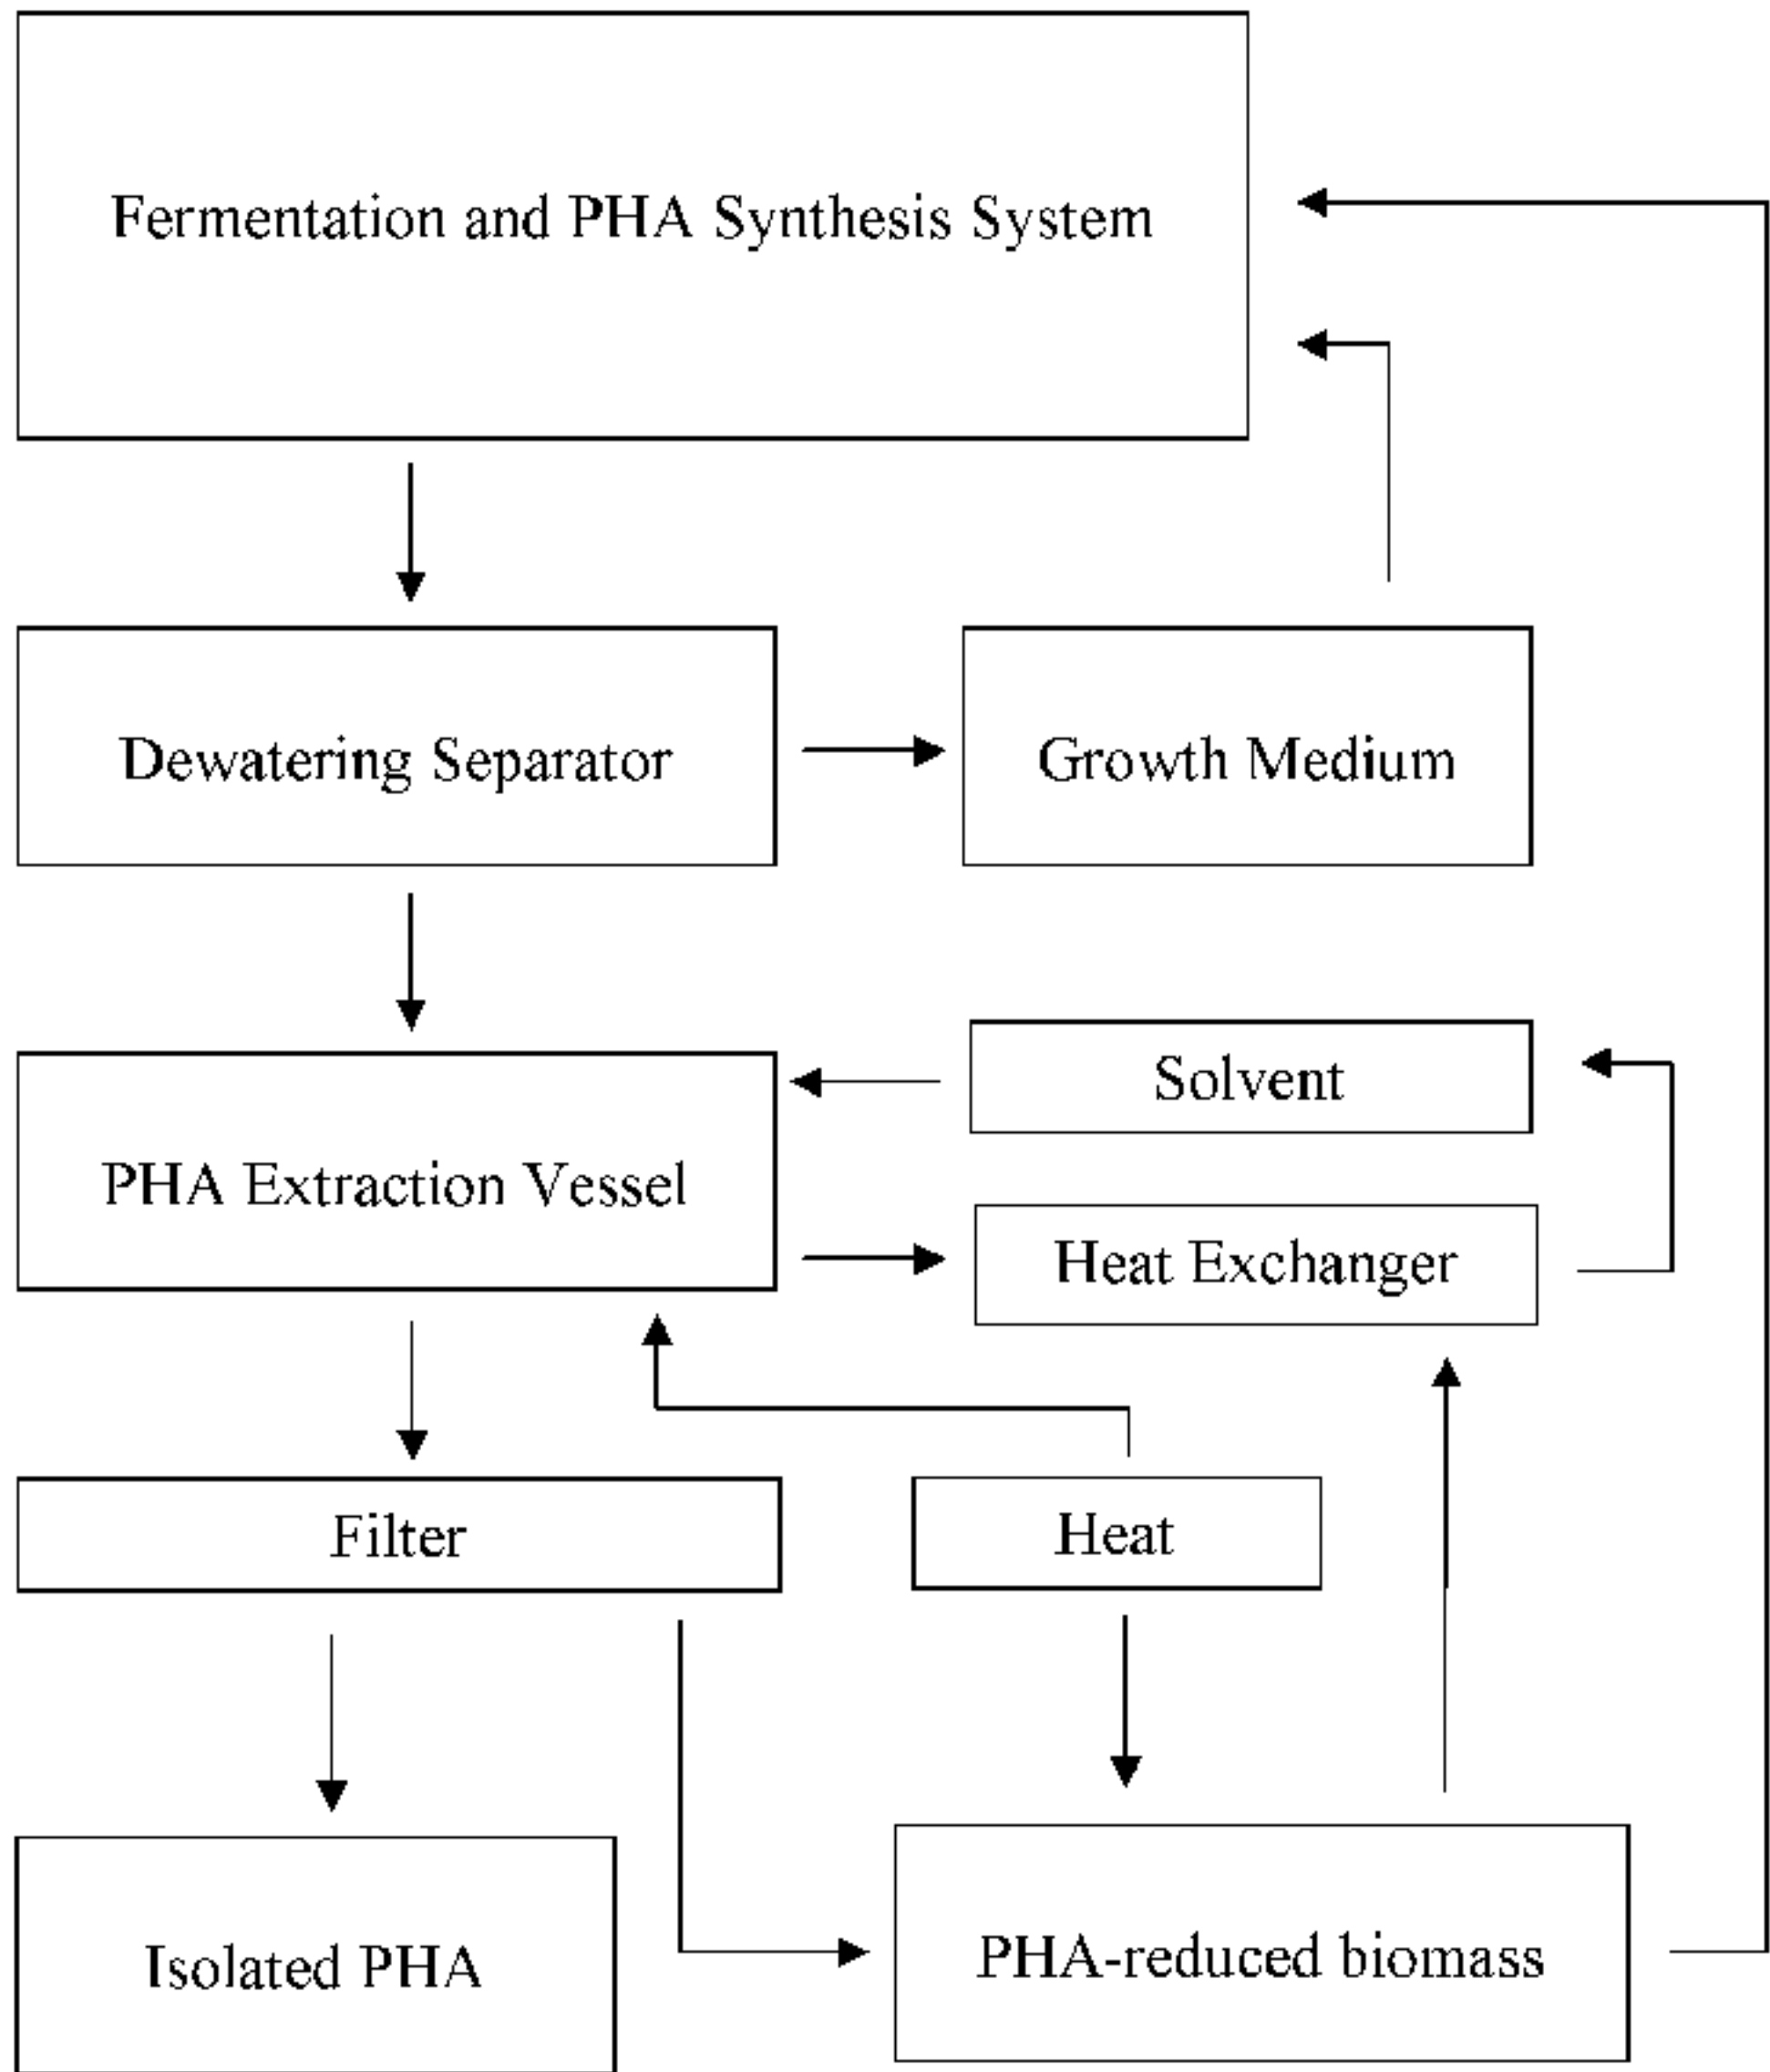 Fermentation and PHA Synthesis System
Dewatering Separator
Growth Medium
Solvent
PHA Extraction Vessel
Heat Exchanger
Filter
Heat
Isolated PHA
PHA-reduced biomass